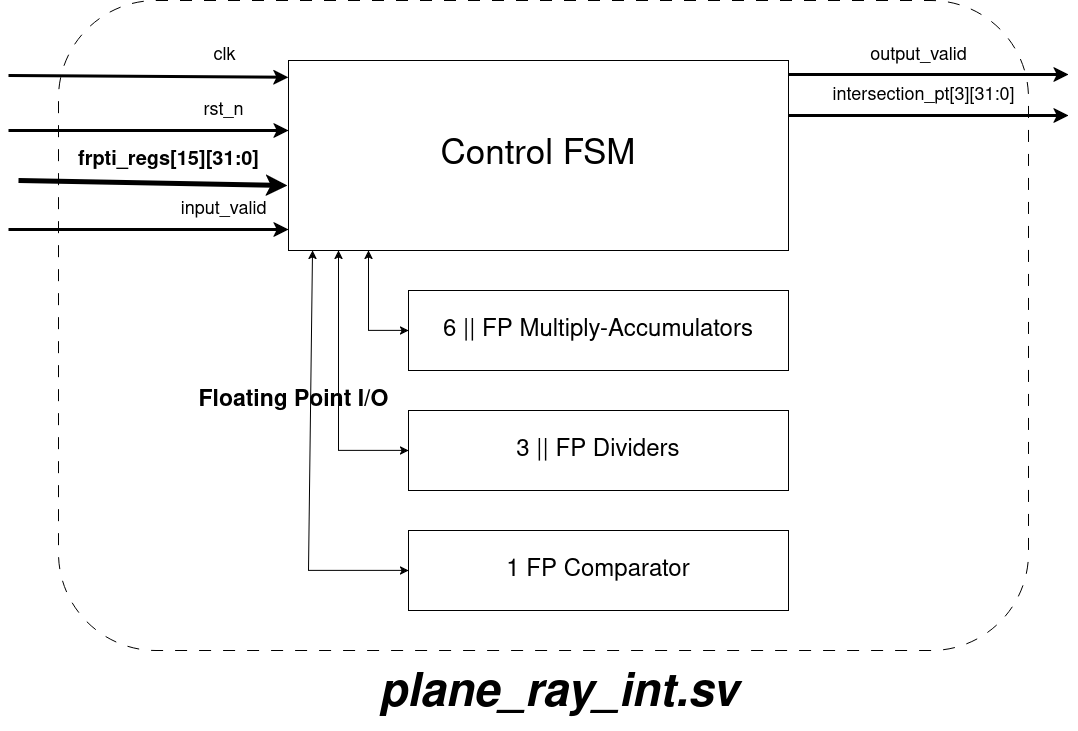 clk
output_valid
intersection_pt[3][31:0]
rst_n
Control FSM
frpti_regs[15][31:0]
input_valid
6 || FP Multiply-Accumulators
Floating Point I/O
3 || FP Dividers
1 FP Comparator
plane_ray_int.sv